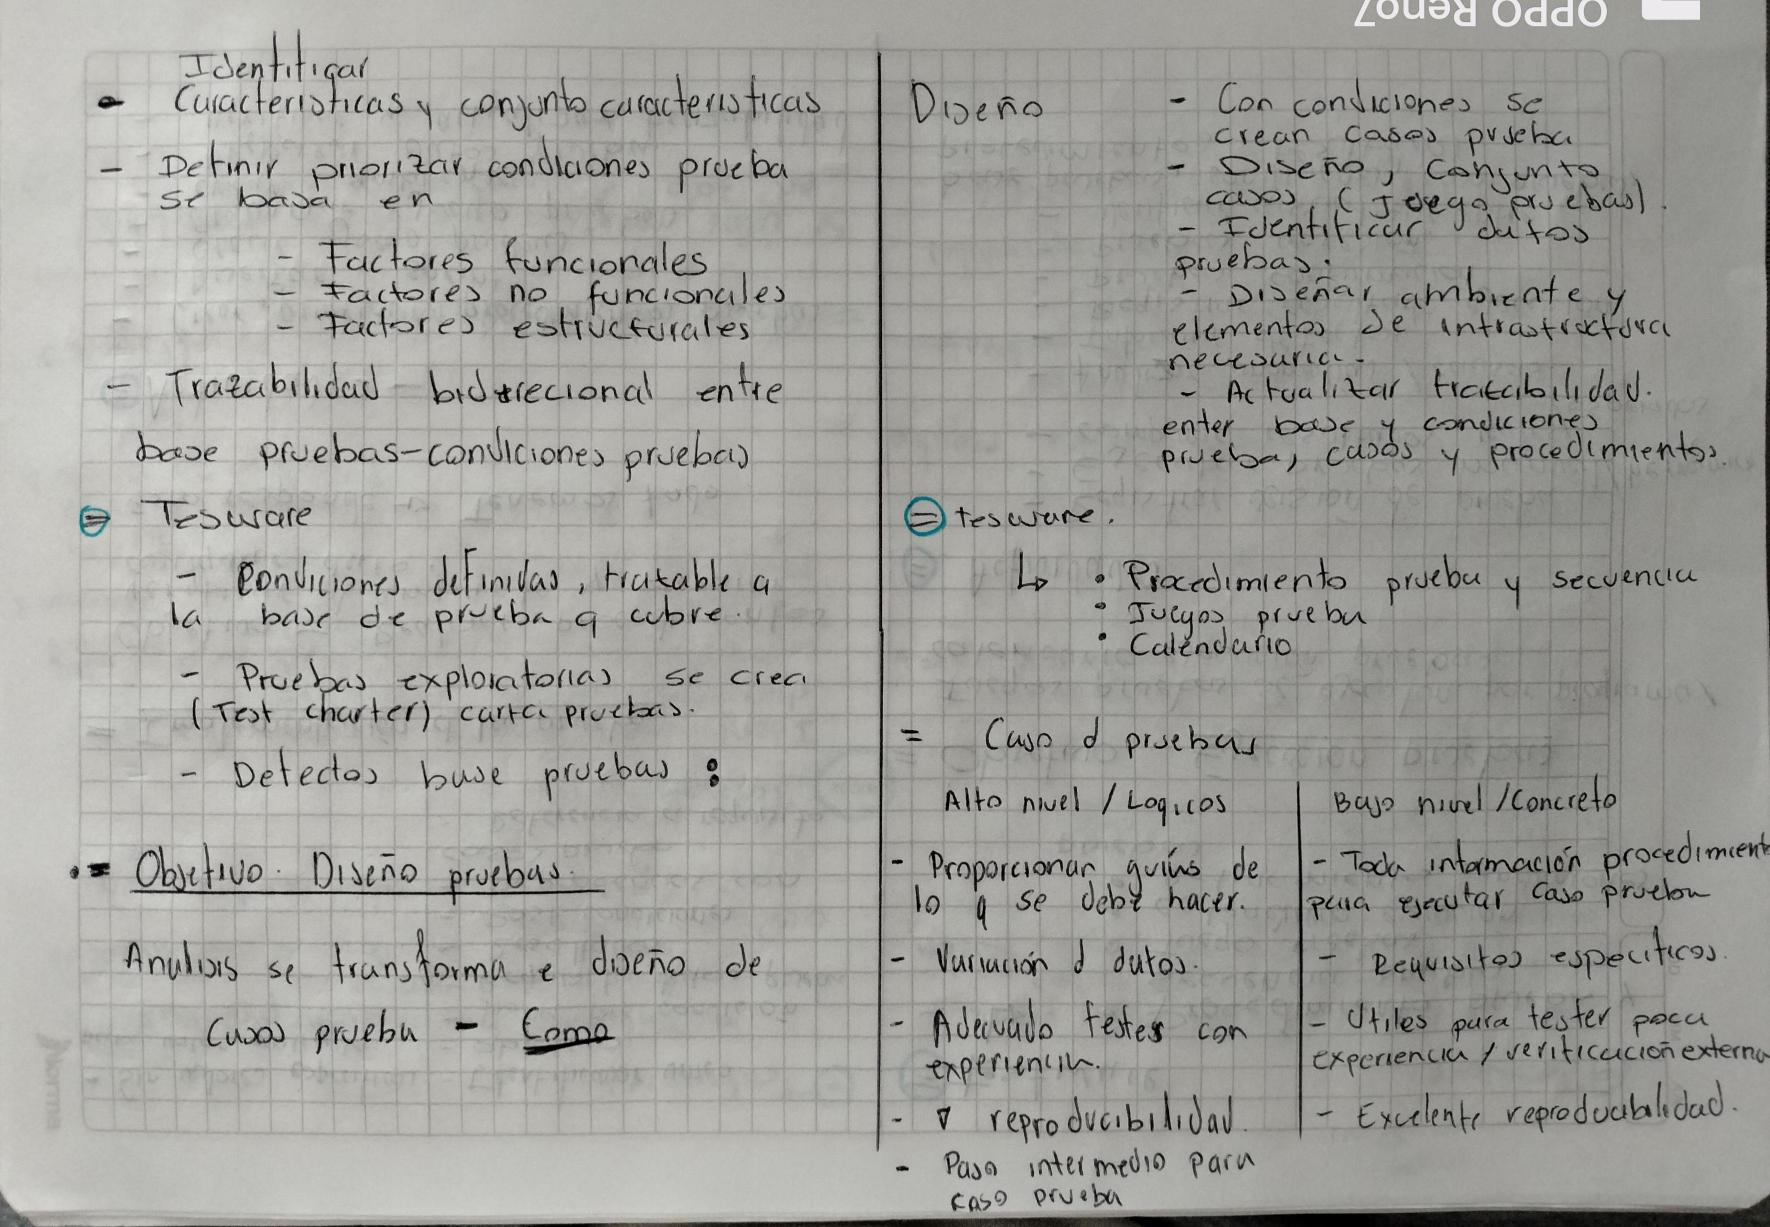 Identificar
- Caracteristicas y conjunto caracteristicas
- Definir priorizar condiciones prueba
se basa en
- Factores funcionales
- Factores no funcionales
- Factores estructurales
- Trazabilidad bidirecional entre
base pruebas-condiciones pruebas
= Tesware
- Condiciones definidas, tratable a
la base de prueba q cubre.
- Pruebas exploratorias se crea
(Test charter) carta pruebas.
- Defectos base pruebas :
= Objetivo. Diseño pruebas.
Analisis se transforma e diseño de
Casos prueba - Como
Diseño
- Con condiciones se
crean casos prueba
- Diseño, conjunto
casos, (Juego pruebas).
- Identificar datos
pruebas.
- Diseñar ambiente y
elementos de infrastructura
necesaria.
- Actualizar trazabilidad.
enter base y condiciones
prueba, casos y procedimientos.
= tesware.
↳ • Procedimiento prueba y secuencia
• Juegos prueba
• Calendario
= Caso d pruebas
Alto nivel / Logicos
- Proporcionar guías de
lo q se debe hacer.
- Variación d datos.
- Adecuado testers con
experiencia.
- ∇ reproducibilidad.
- Paso intermedio para
caso prueba
Bajo nivel / Concreto
- Toda información procedimient
para ejecutar caso prueba
- Requisitos especificos.
- Utiles para tester poca
experiencia / verificación externa
- Excelente reproducabilidad.
OPPO Reno7